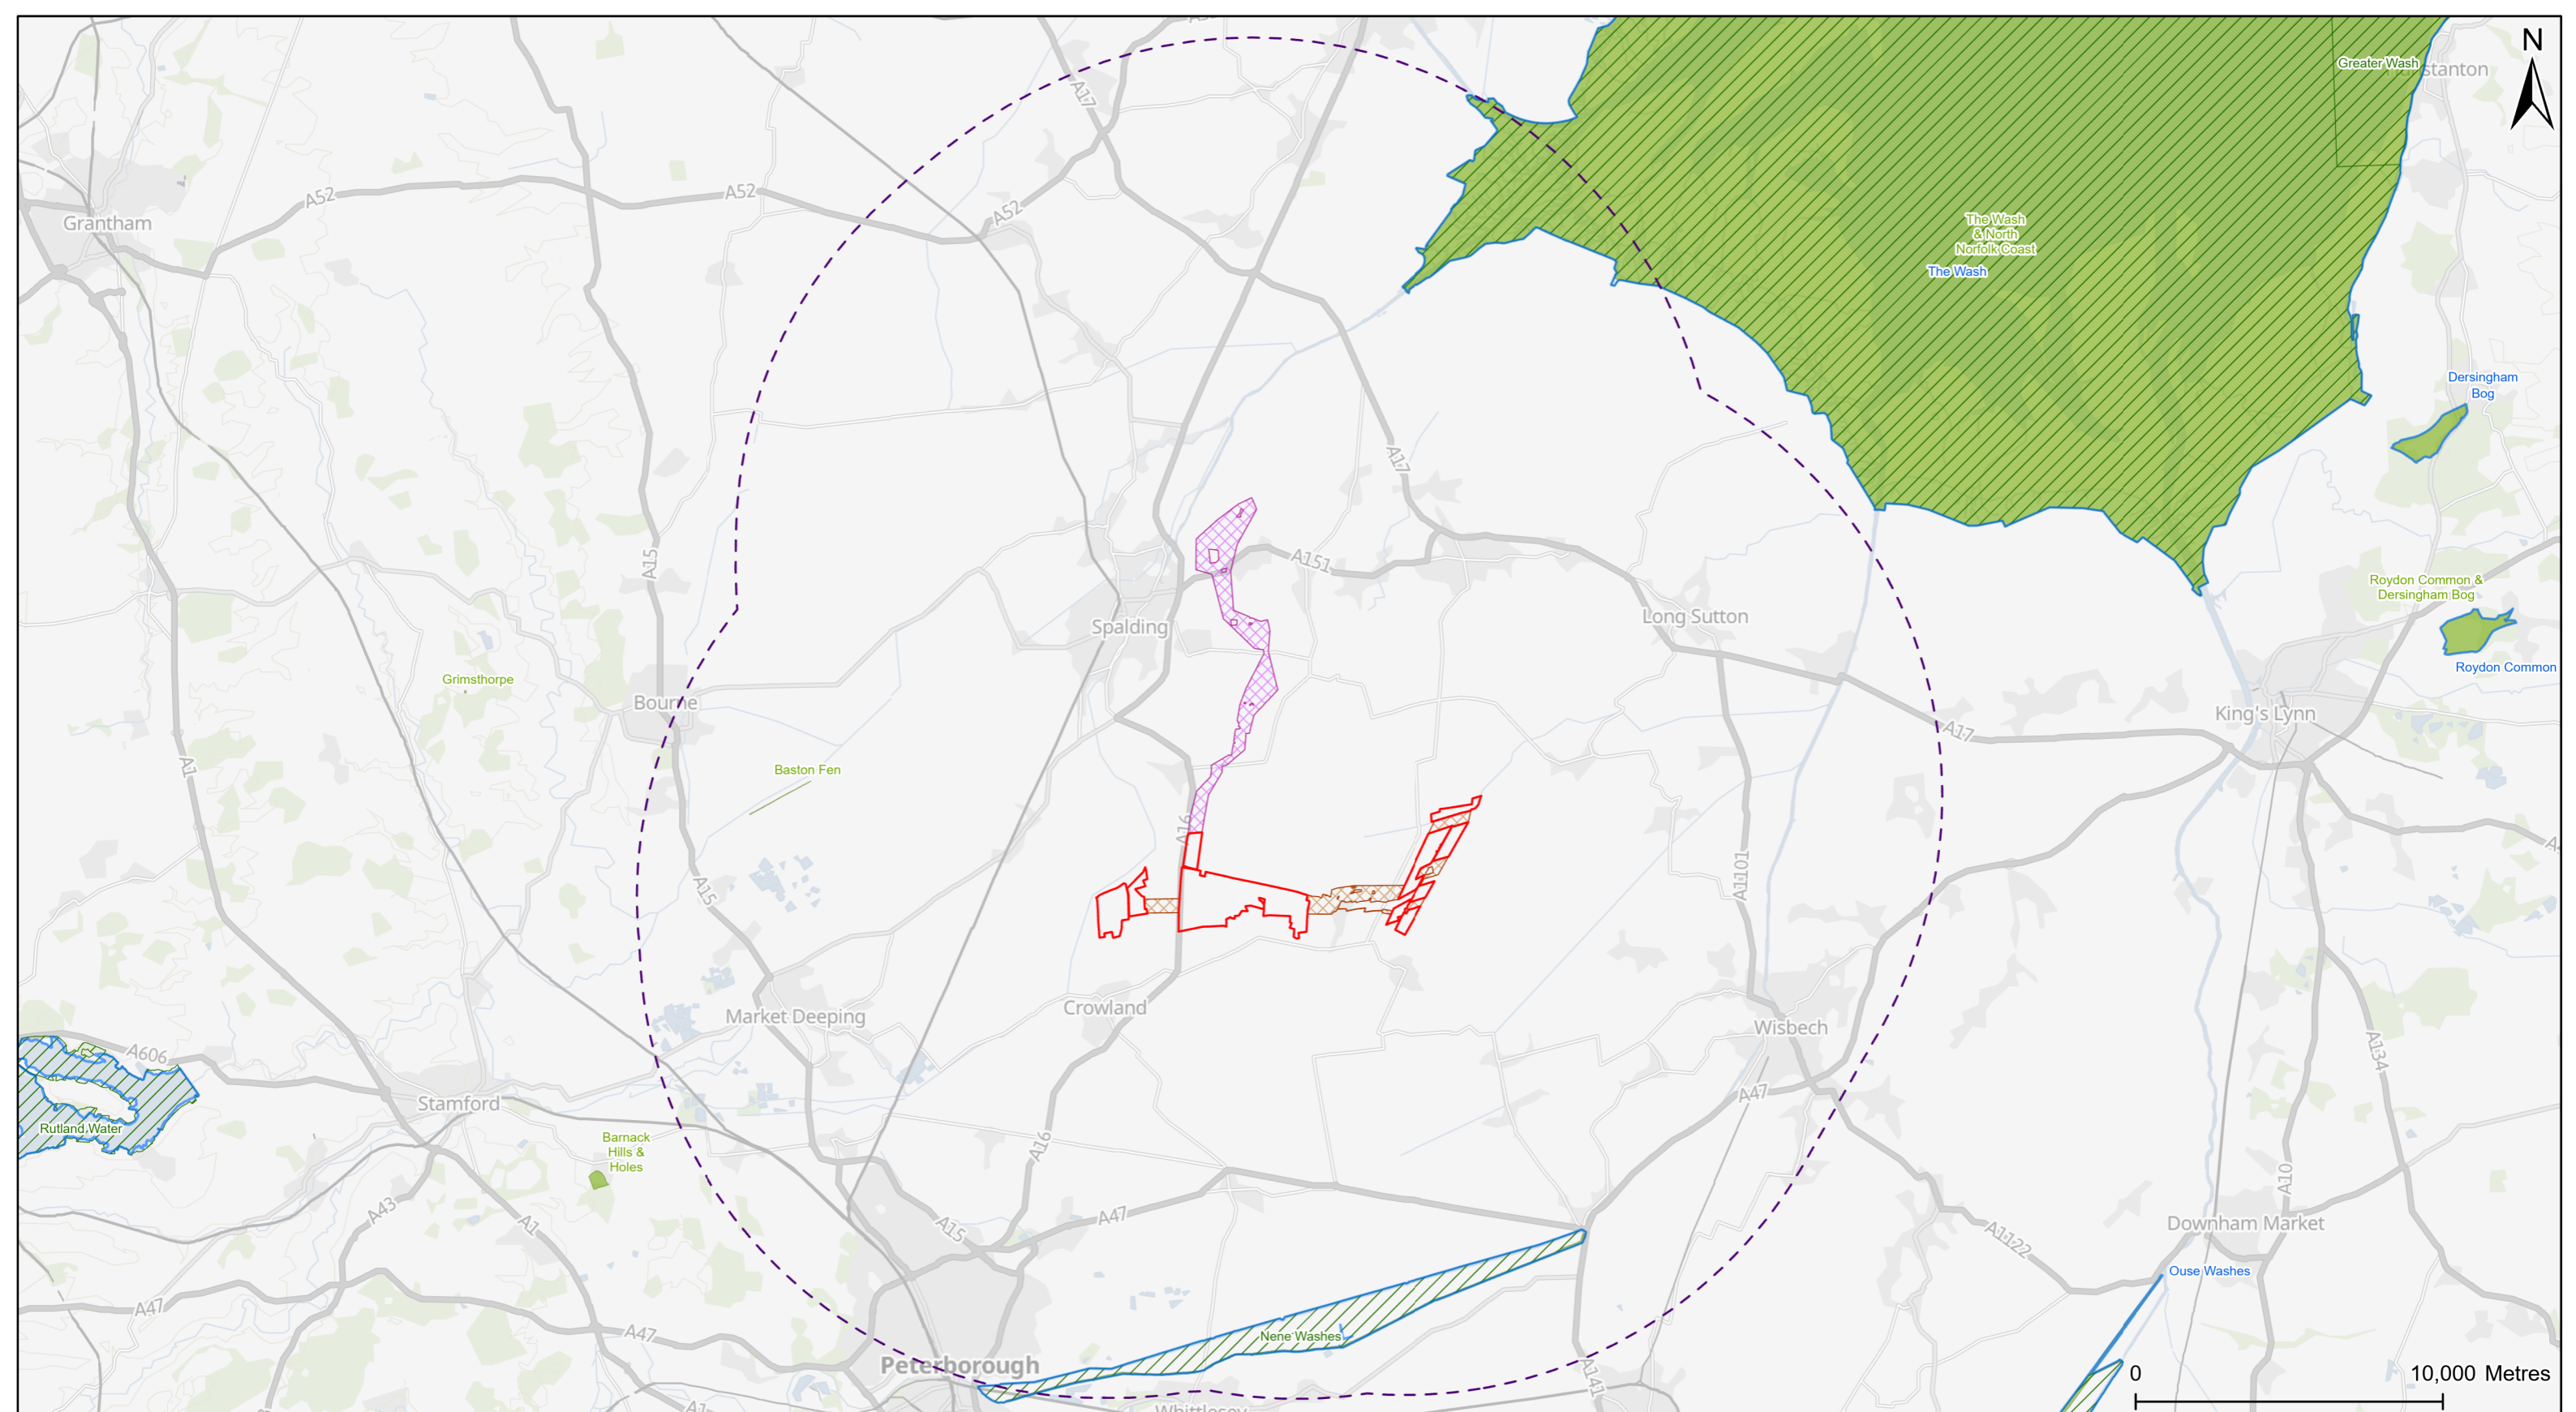 N
Greater Wash
stanton
A17
A52
A52
A52
Grantham
The Wash
& North
Norfolk Coast
The Wash
Dersingham
Bog
A17
A15
A151
Roydon Common &
Dersingham Bog
Long Sutton
Spalding
Roydon Common
Grimsthorpe
Bourne
King's Lynn
A17
A1
Baston Fen
A16
A15
A1101
Crowland
Market Deeping
Wisbech
A606
A134
Stamford
A47
Rutland Water
Barnack
Hills &
Holes
A16
A10
A43
A1
A15
A47
Downham Market
A1122
Ouse Washes
A47
A47
Nene Washes
Peterborough
A141
0
10,000 Metres
Whittlesey